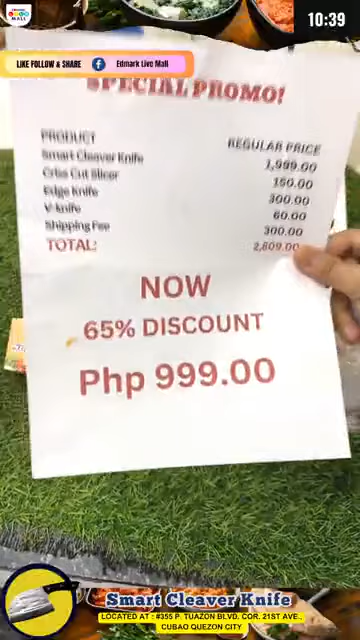 MALL
10:39
LIKE FOLLOW & SHARE Edmark Live Mall
SPECIAL PROMO!
PRODUCT REGULAR PRICE
Smart Cleaver Knife 1,999.00
Criss Cut Slicer 150.00
Edge Knife 300.00
V-knife 60.00
Shipping Fee 300.00
TOTAL: 2,809.00
NOW
65% DISCOUNT
Php 999.00
Smart Cleaver Knife
LOCATED AT : #355 P. TUAZON BLVD. COR. 21ST AVE.,
CUBAO QUEZON CITY